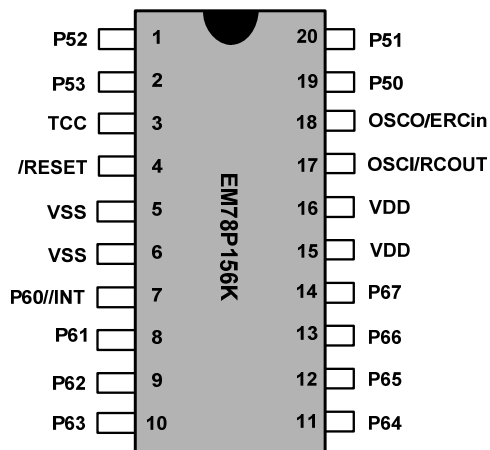 P52 1 20 P51
P53 2 19 P50
TCC 3 18 OSCO/ERCin
/RESET 4 17 OSCI/RCOUT
VSS 5 16 VDD
VSS 6 15 VDD
P60//INT 7 14 P67
P61 8 13 P66
P62 9 12 P65
P63 10 11 P64
EM78P156K